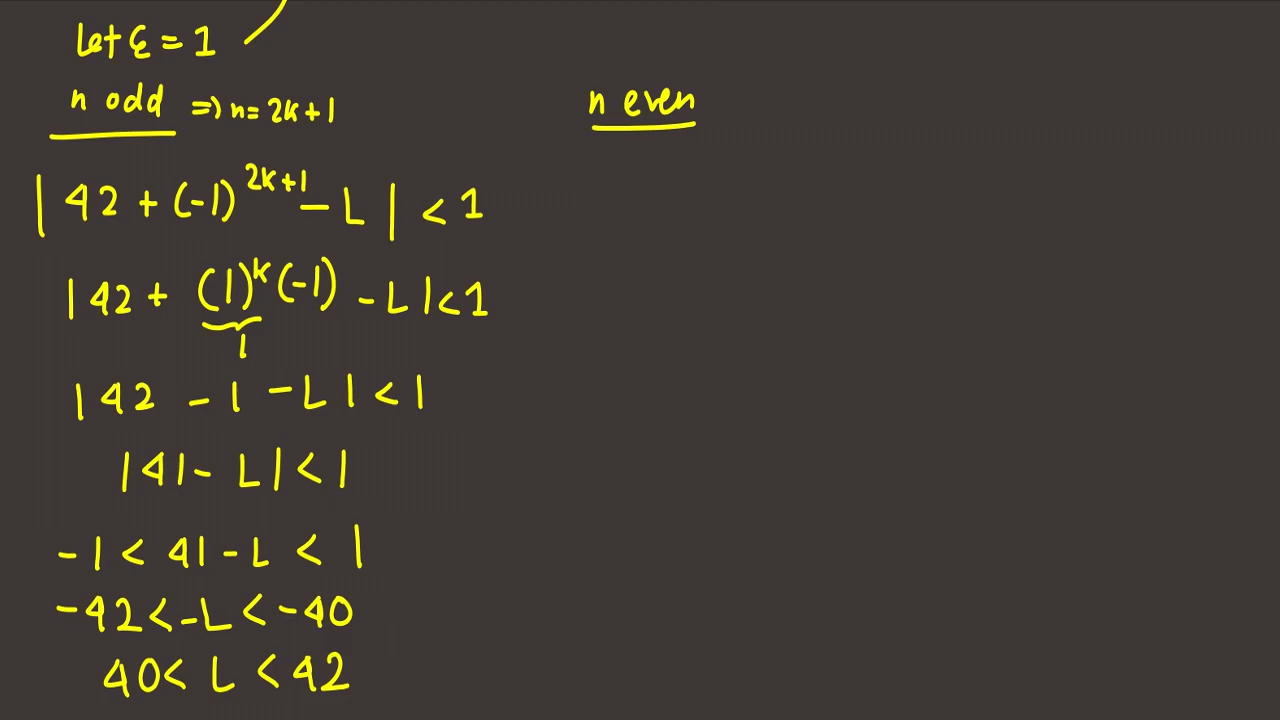 Let ε = 1
n odd ⇒ n = 2k + 1
| 42 + (-1)^{2k+1} - L | < 1
| 42 + (1)^k (-1) - L | < 1
1
| 42 - 1 - L | < 1
| 41 - L | < 1
-1 < 41 - L < 1
-42 < -L < -40
40 < L < 42
n even